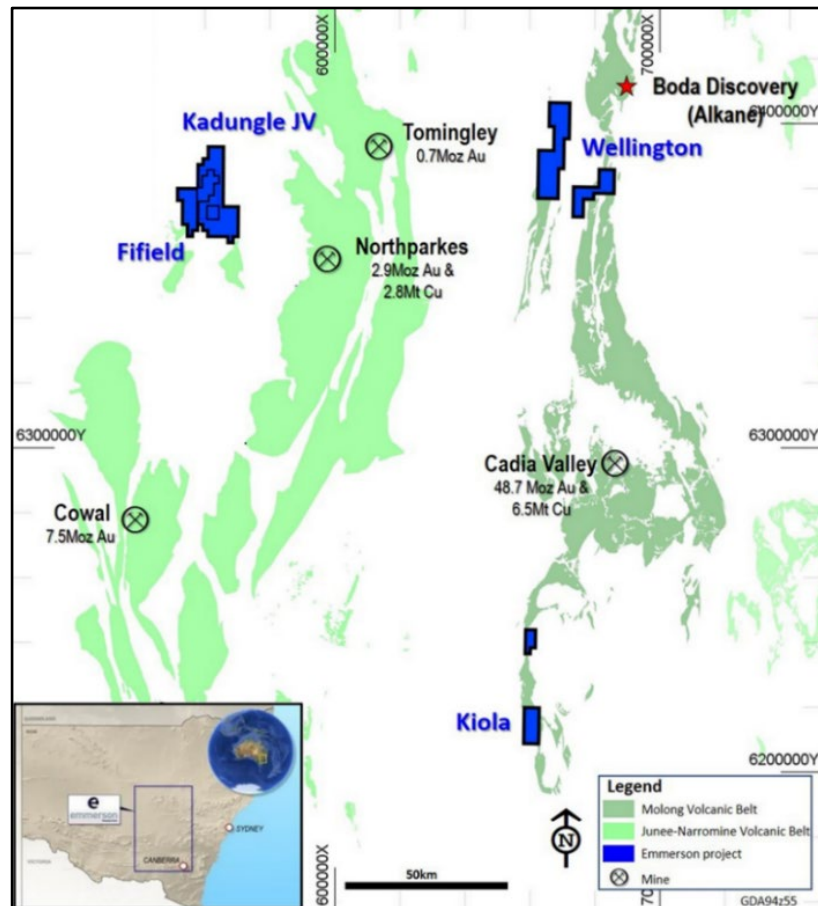 600000X
700000X
Boda Discovery
(Alkane)
6400000Y
Kadungle JV
Tomingley
0.7Moz Au
Wellington
Fifield
Northparkes
2.9Moz Au &
2.8Mt Cu
6300000Y
6300000Y
Cadia Valley
48.7 Moz Au &
6.5Mt Cu
Cowal
7.5Moz Au
Kiola
6200000Y
e
emmerson
SYDNEY
CANBERRA
N
600000X
50km
Legend
Molong Volcanic Belt
Junee-Narromine Volcanic Belt
Emmerson project
Mine
GDA94z55